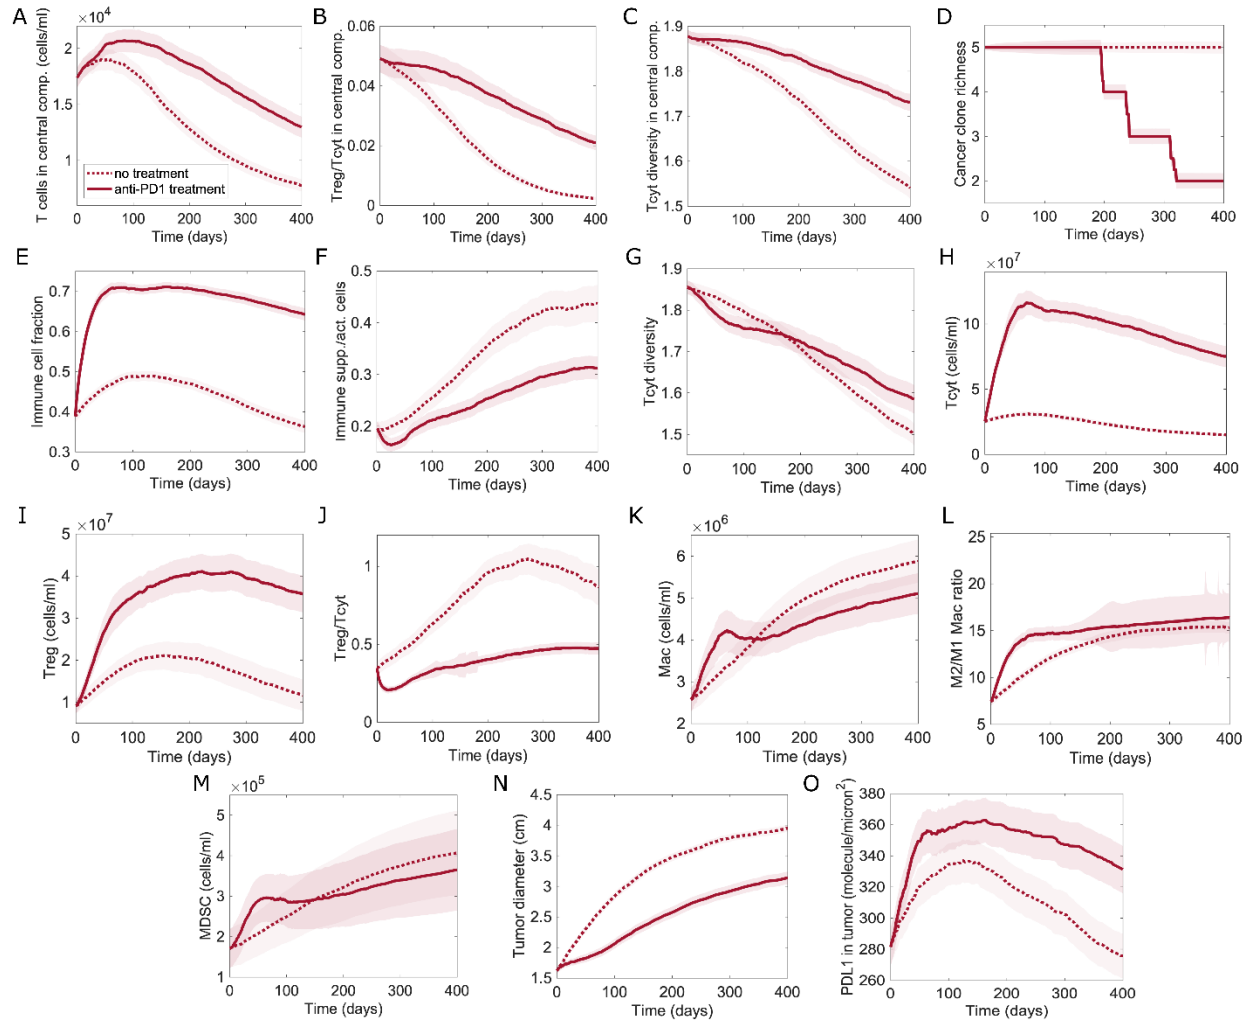 A
×10⁴
T cells in central comp. (cells/ml)
2
1.5
1
0 100 200 300 400
Time (days)
no treatment
anti-PD1 treatment
B
Treg/Tcyt in central comp.
0.06
0.04
0.02
0
0 100 200 300 400
Time (days)
C
Tcyt diversity in central comp.
1.9
1.8
1.7
1.6
1.5
0 100 200 300 400
Time (days)
D
Cancer clone richness
5
4
3
2
0 100 200 300 400
Time (days)
E
Immune cell fraction
0.7
0.6
0.5
0.4
0.3
0 100 200 300 400
Time (days)
F
Immune supp./act. cells
0.5
0.4
0.3
0.2
0 100 200 300 400
Time (days)
G
Tcyt diversity
1.9
1.8
1.7
1.6
1.5
0 100 200 300 400
Time (days)
H
×10⁷
Tcyt (cells/ml)
10
5
0
0 100 200 300 400
Time (days)
I
×10⁷
Treg (cells/ml)
5
4
3
2
1
0 100 200 300 400
Time (days)
J
Treg/Tcyt
1
0.5
0
0 100 200 300 400
Time (days)
K
×10⁶
Mac (cells/ml)
6
5
4
3
2
0 100 200 300 400
Time (days)
L
M2/M1 Mac ratio
25
20
15
10
5
0 100 200 300 400
Time (days)
M
×10⁵
MDSC (cells/ml)
5
4
3
2
1
0 100 200 300 400
Time (days)
N
Tumor diameter (cm)
4.5
4
3.5
3
2.5
2
1.5
0 100 200 300 400
Time (days)
O
PDL1 in tumor (molecule/micron²)
380
360
340
320
300
280
260
0 100 200 300 400
Time (days)